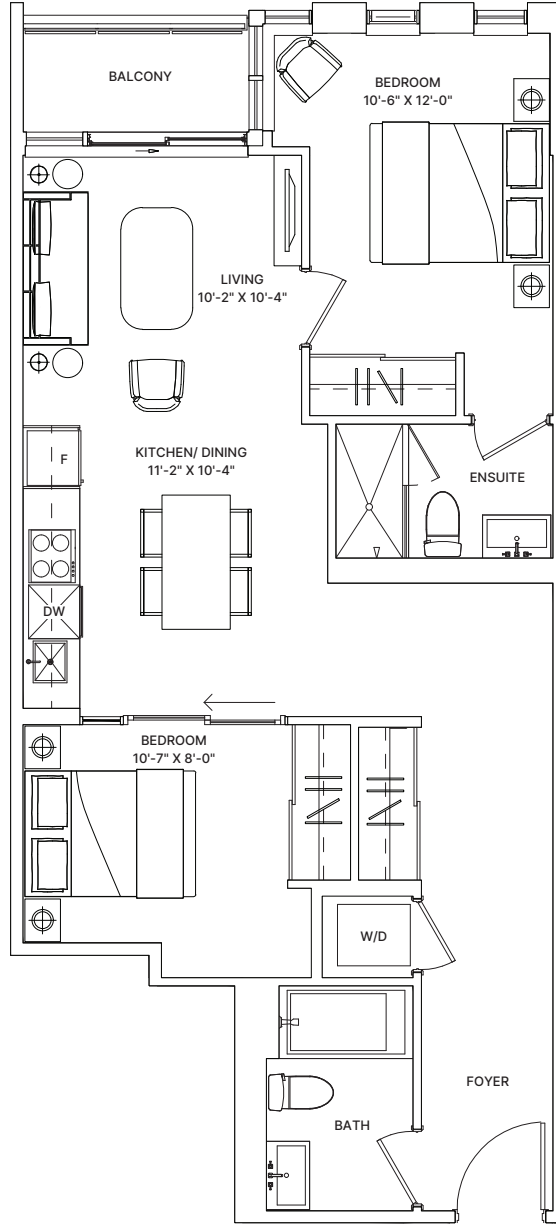 BALCONY
BEDROOM
10'-6" X 12'-0"
LIVING
10'-2" X 10'-4"
KITCHEN/ DINING
11'-2" X 10'-4"
F
ENSUITE
DW
BEDROOM
10'-7" X 8'-0"
W/D
FOYER
BATH